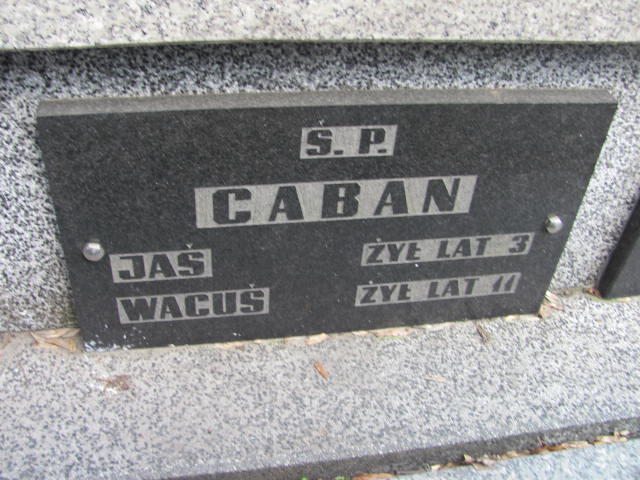 Ś. P.
CABAN
JAŚ ŻYŁ LAT 3
WACUŚ ŻYŁ LAT 11